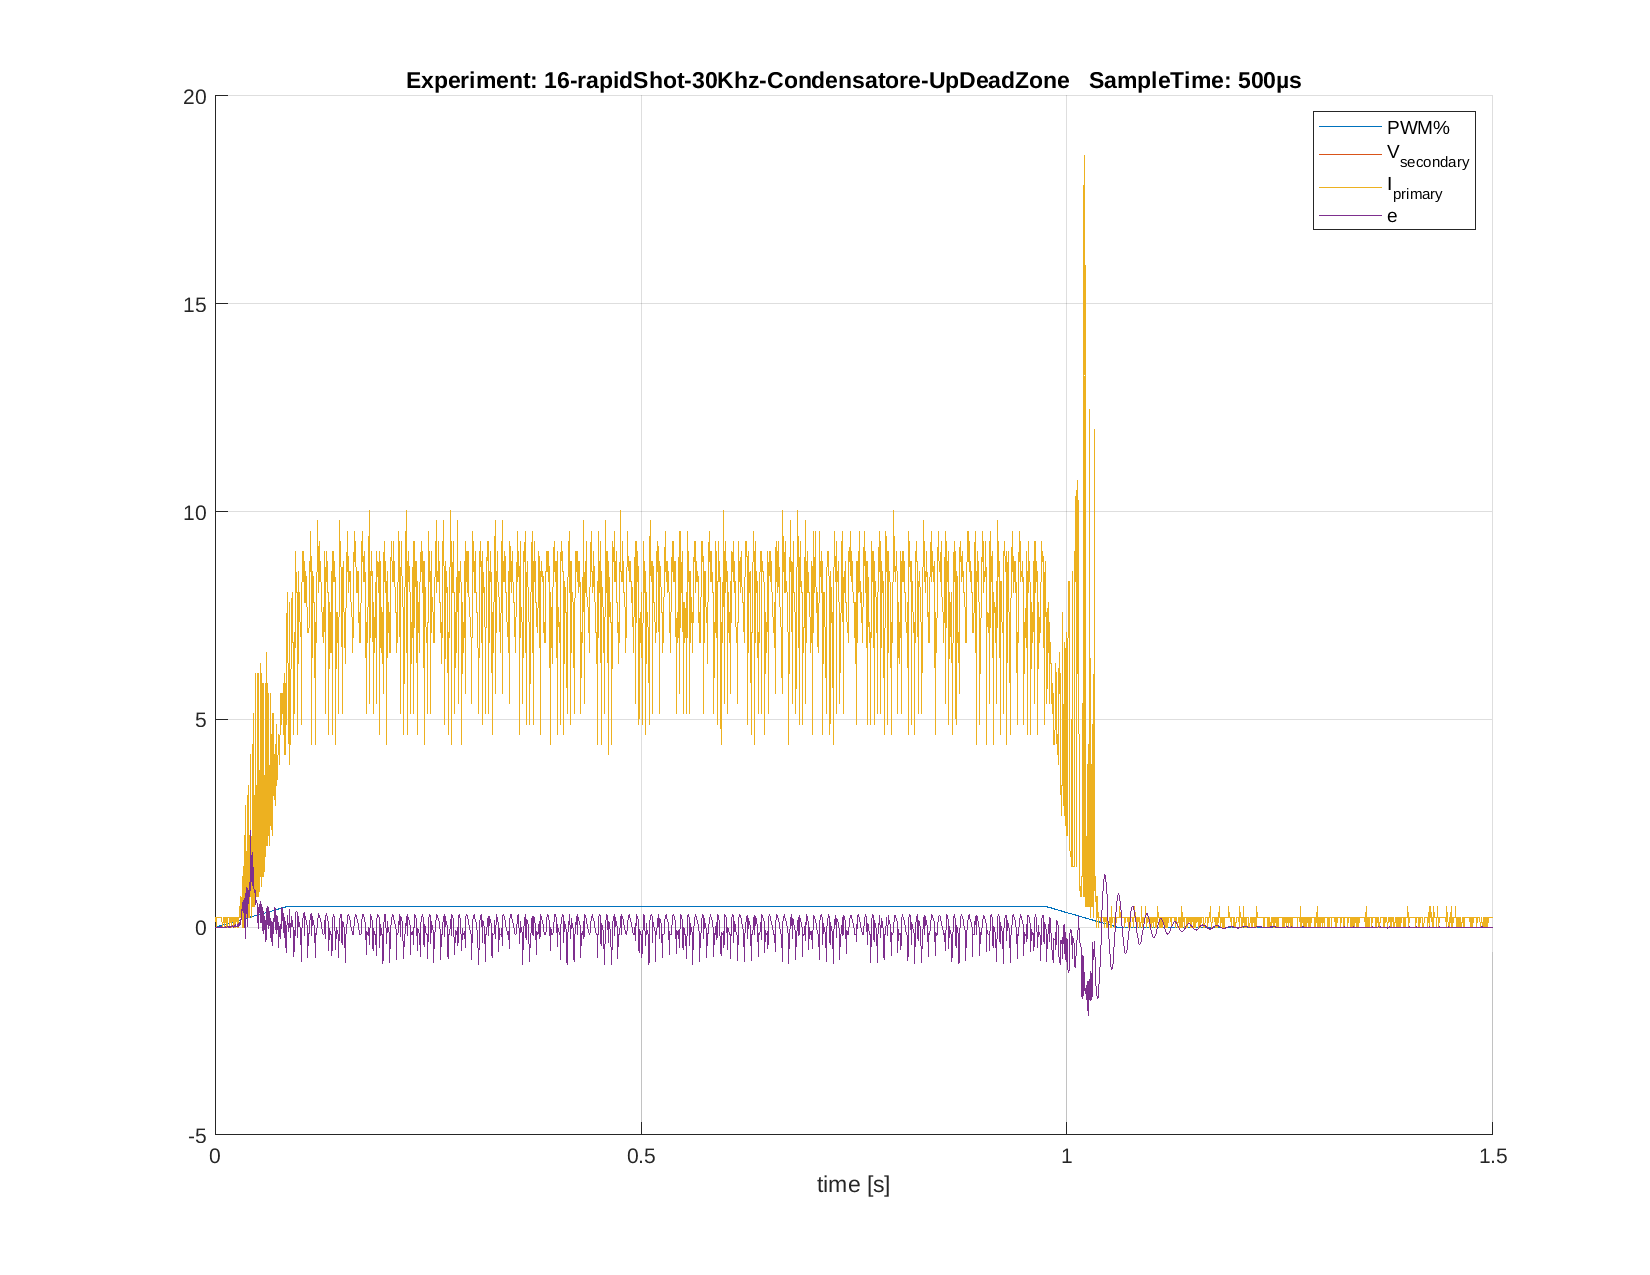 Experiment: 16-rapidShot-30Khz-Condensatore-UpDeadZone   SampleTime: 500µs
20
15
10
5
0
-5
0
0.5
1
1.5
time [s]
PWM%
Vsecondary
Iprimary
e